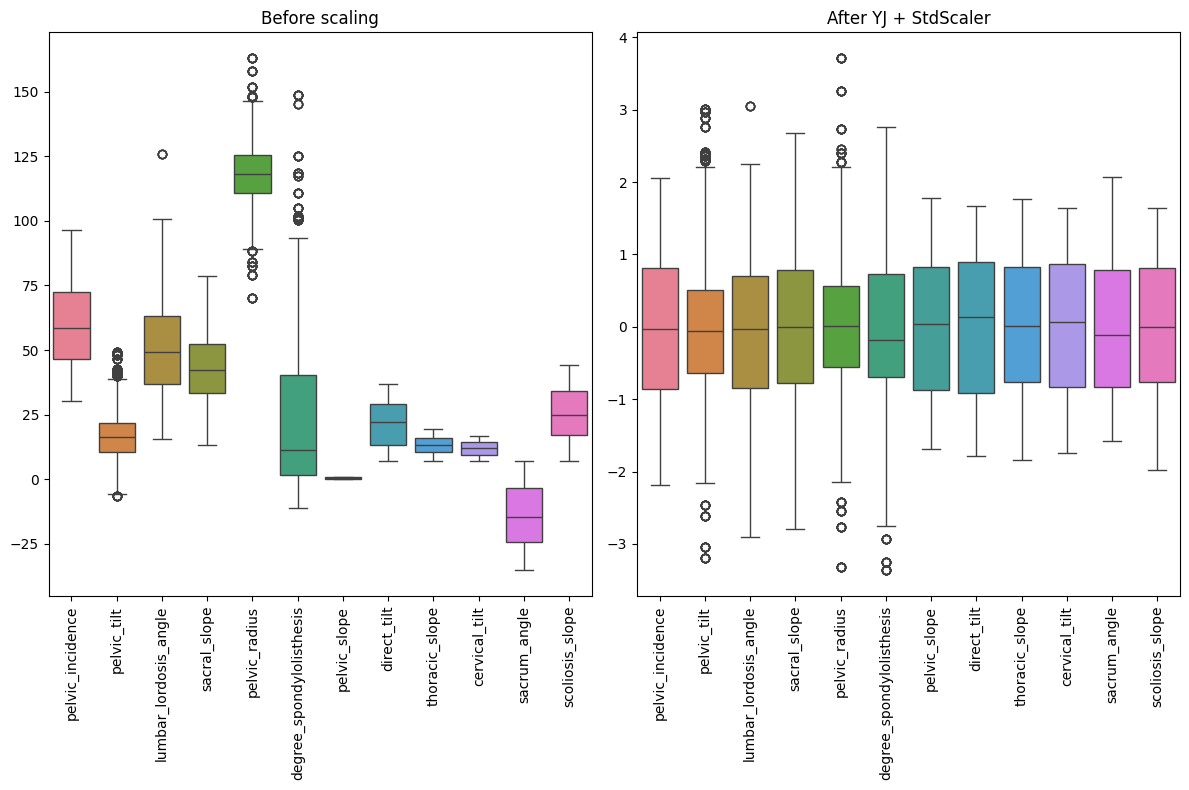 Before scaling
150
125
100
75
50
25
0
−25
pelvic_incidence
pelvic_tilt
lumbar_lordosis_angle
sacral_slope
pelvic_radius
degree_spondylolisthesis
pelvic_slope
direct_tilt
thoracic_slope
cervical_tilt
sacrum_angle
scoliosis_slope
After YJ + StdScaler
4
3
2
1
0
−1
−2
−3
pelvic_incidence
pelvic_tilt
lumbar_lordosis_angle
sacral_slope
pelvic_radius
degree_spondylolisthesis
pelvic_slope
direct_tilt
thoracic_slope
cervical_tilt
sacrum_angle
scoliosis_slope